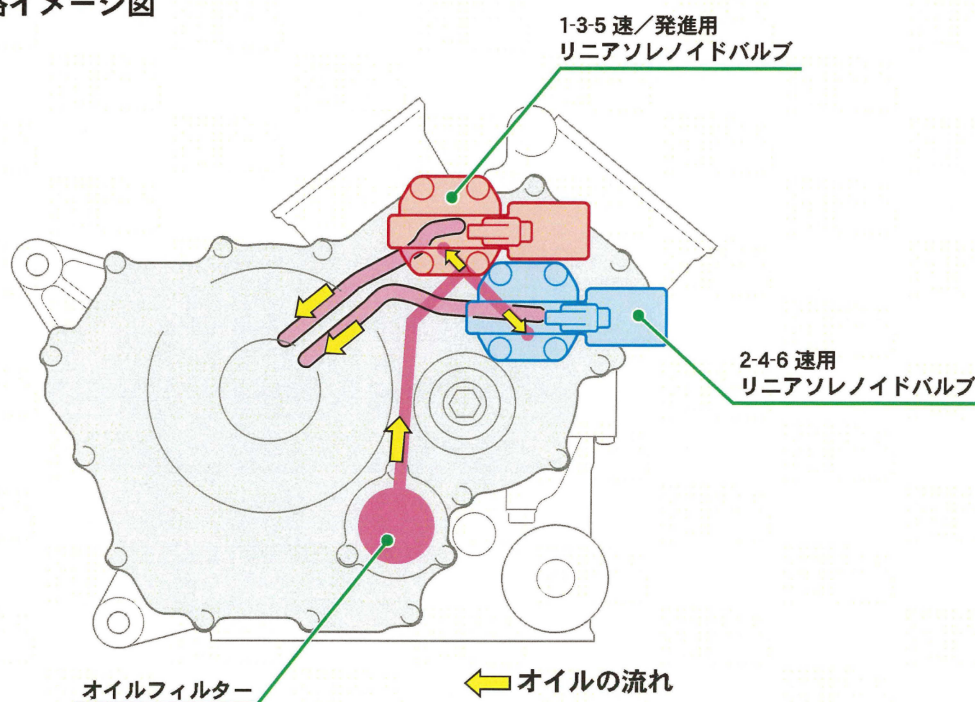 路イメージ図
1-3-5 速／発進用
リニアソレノイドバルブ
2-4-6 速用
リニアソレノイドバルブ
オイルフィルター
オイルの流れ